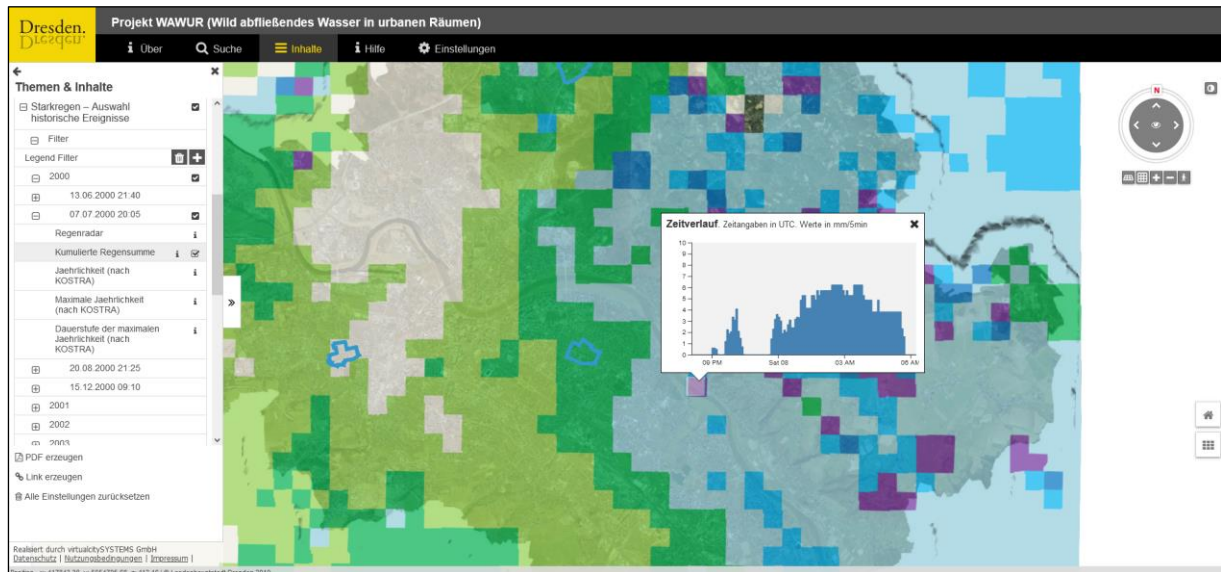 Dresden.
Dresden.
Projekt WAWUR (Wild abfließendes Wasser in urbanen Räumen)
Über
Suche
Inhalte
Hilfe
Einstellungen
Themen & Inhalte
Starkregen – Auswahl
historische Ereignisse
Filter
Legend Filter
2000
13.06.2000 21:40
07.07.2000 20:05
Regenradar
Kumulierte Regensumme
Jaehrlichkeit (nach
KOSTRA)
Maximale Jaehrlichkeit
(nach KOSTRA)
Dauerstufe der maximalen
Jaehrlichkeit (nach
KOSTRA)
20.08.2000 21:25
15.12.2000 09:10
2001
2002
2003
PDF erzeugen
Link erzeugen
Alle Einstellungen zurücksetzen
Realisiert durch virtualcitySYSTEMS GmbH
Datenschutz | Nutzungsbedingungen | Impressum |
Zeitverlauf. Zeitangaben in UTC. Werte in mm/5min
10
9
8
7
6
5
4
3
2
1
0
09 PM
Sat 08
03 AM
06 AM
N